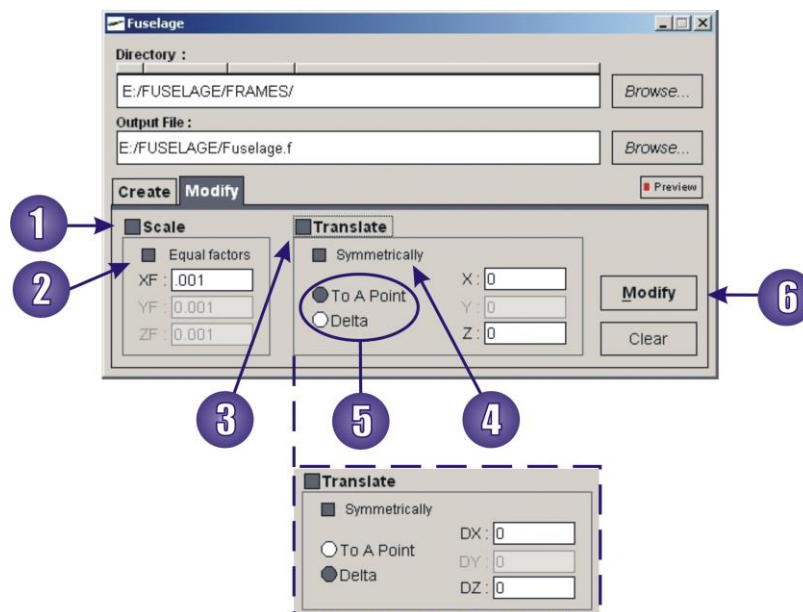 Fuselage
Directory :
E:/FUSELAGE/FRAMES/
Browse...
Output File :
E:/FUSELAGE/Fuselage.f
Browse...
Create
Modify
Preview
1
Scale
2
Equal factors
XF : .001
YF : 0.001
ZF : 0.001
Translate
Symmetrically
To A Point
Delta
X : 0
Y : 0
Z : 0
Modify
Clear
6
3
5
4
Translate
Symmetrically
To A Point
Delta
DX : 0
DY : 0
DZ : 0